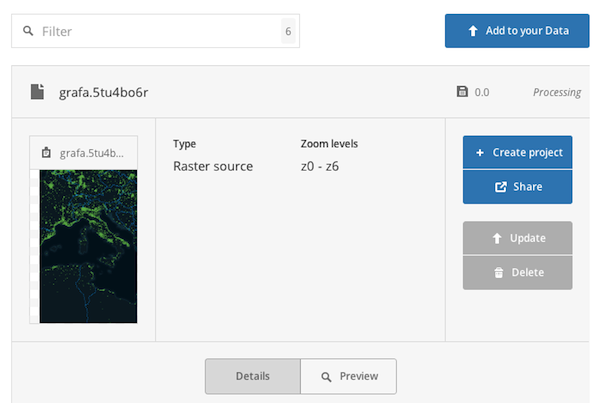 Filter
6
Add to your Data
grafa.5tu4bo6r
0.0
Processing
grafa.5tu4b...
Type
Zoom levels
Raster source
z0 - z6
Create project
Share
Update
Delete
Details
Preview